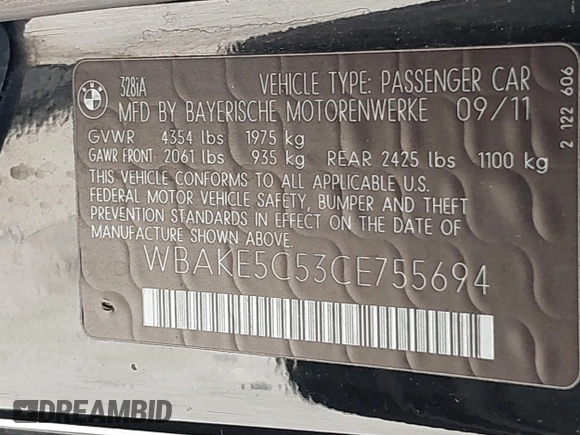 BMW
328iA VEHICLE TYPE: PASSENGER CAR
MFD BY BAYERISCHE MOTORENWERKE 09/11
GVWR 4354 lbs 1975 kg
GAWR FRONT 2061 lbs 935 kg REAR 2425 lbs 1100 kg
THIS VEHICLE CONFORMS TO ALL APPLICABLE U.S.
FEDERAL MOTOR VEHICLE SAFETY, BUMPER AND THEFT
PREVENTION STANDARDS IN EFFECT ON THE DATE OF
MANUFACTURE SHOWN ABOVE.
WBAKE5C53CE755694
2 122 606
DREAMBID